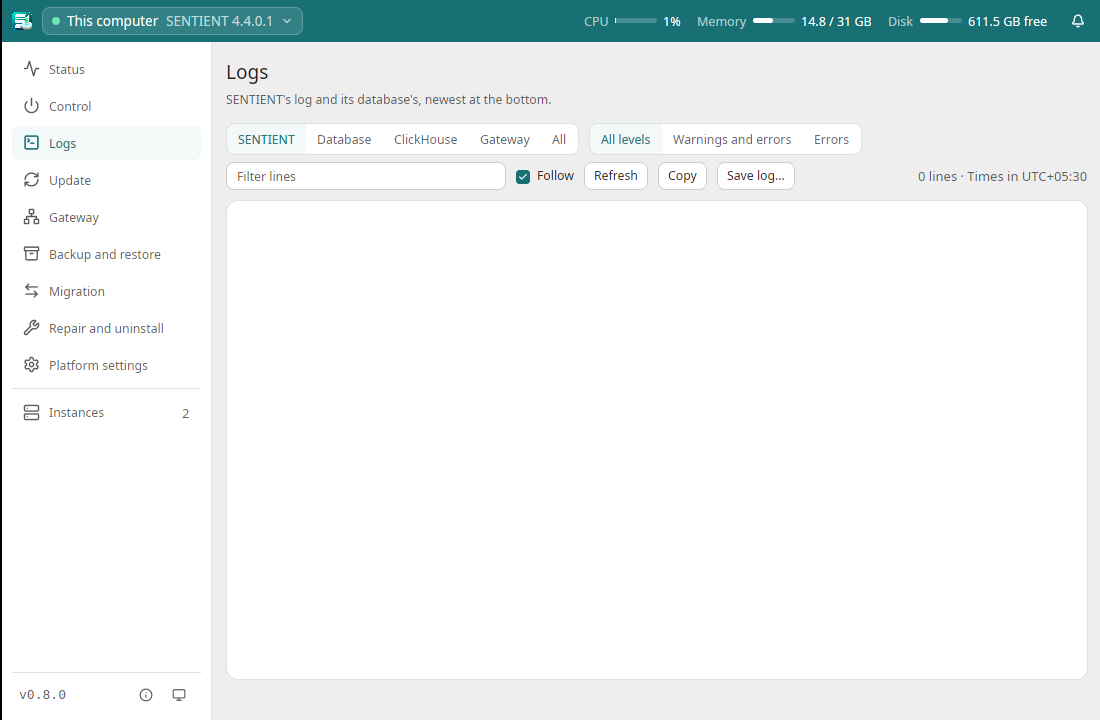 This computer SENTIENT 4.4.0.1 CPU 1% Memory 14.8 / 31 GB Disk 611.5 GB free
Status
Control
Logs
Update
Gateway
Backup and restore
Migration
Repair and uninstall
Platform settings
Instances 2
v0.8.0
Logs
SENTIENT's log and its database's, newest at the bottom.
SENTIENT Database ClickHouse Gateway All All levels Warnings and errors Errors
Filter lines Follow Refresh Copy Save log... 0 lines · Times in UTC+05:30